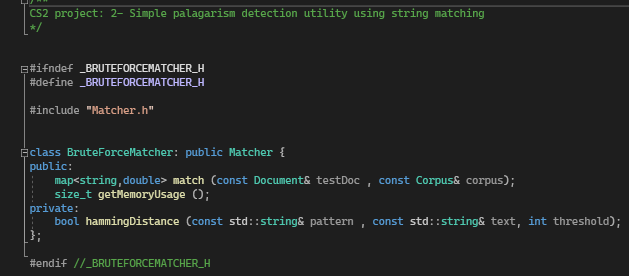 /**
CS2 project: 2- Simple palagarism detection utility using string matching
*/
#ifndef _BRUTEFORCEMATCHER_H
#define _BRUTEFORCEMATCHER_H
#include "Matcher.h"
class BruteForceMatcher: public Matcher {
public:
map<string,double> match (const Document& testDoc , const Corpus& corpus);
size_t getMemoryUsage ();
private:
bool hammingDistance (const std::string& pattern , const std::string& text, int threshold);
};
#endif //_BRUTEFORCEMATCHER_H